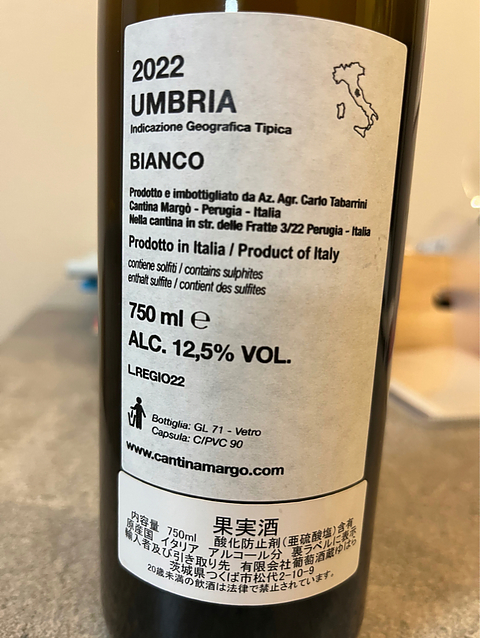 2022
UMBRIA
Indicazione Geografica Tipica
BIANCO
Prodotto e imbottigliato da Az. Agr. Carlo Tabarrini
Cantina Margò - Perugia - Italia
Nella cantina in str. delle Fratte 3/22 Perugia - Italia
Prodotto in Italia / Product of Italy
contiene solfiti / contains sulphites
enthalt sulfite / contient des sulfites
750 ml ℮
ALC. 12,5% VOL.
L.REGIO22
Bottiglia: GL 71 - Vetro
Capsula: C/PVC 90
www.cantinamargo.com
果実酒
内容量 750ml 酸化防止剤(亜硫酸塩)含有
原産国 イタリア アルコール分 裏ラベルに表示
輸入者及び引き取り先 有限会社葡萄酒蔵ゆはら
茨城県つくば市松代2-10-9
20歳未満の飲酒は法律で禁止されています。